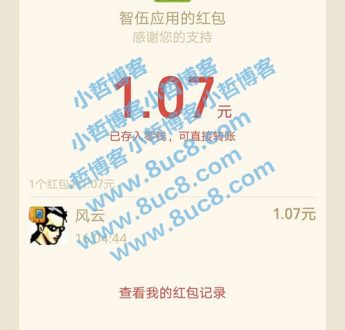 智伍应用的红包
感谢您的支持
1.07元
已存入零钱，可直接转账
1个红包共1.07元
风云 1.07元
16:04:44
查看我的红包记录
小哲博客
小哲博客
小哲博客
小哲博客
www.8uc8.com
www.8uc8.com
www.8uc8.com